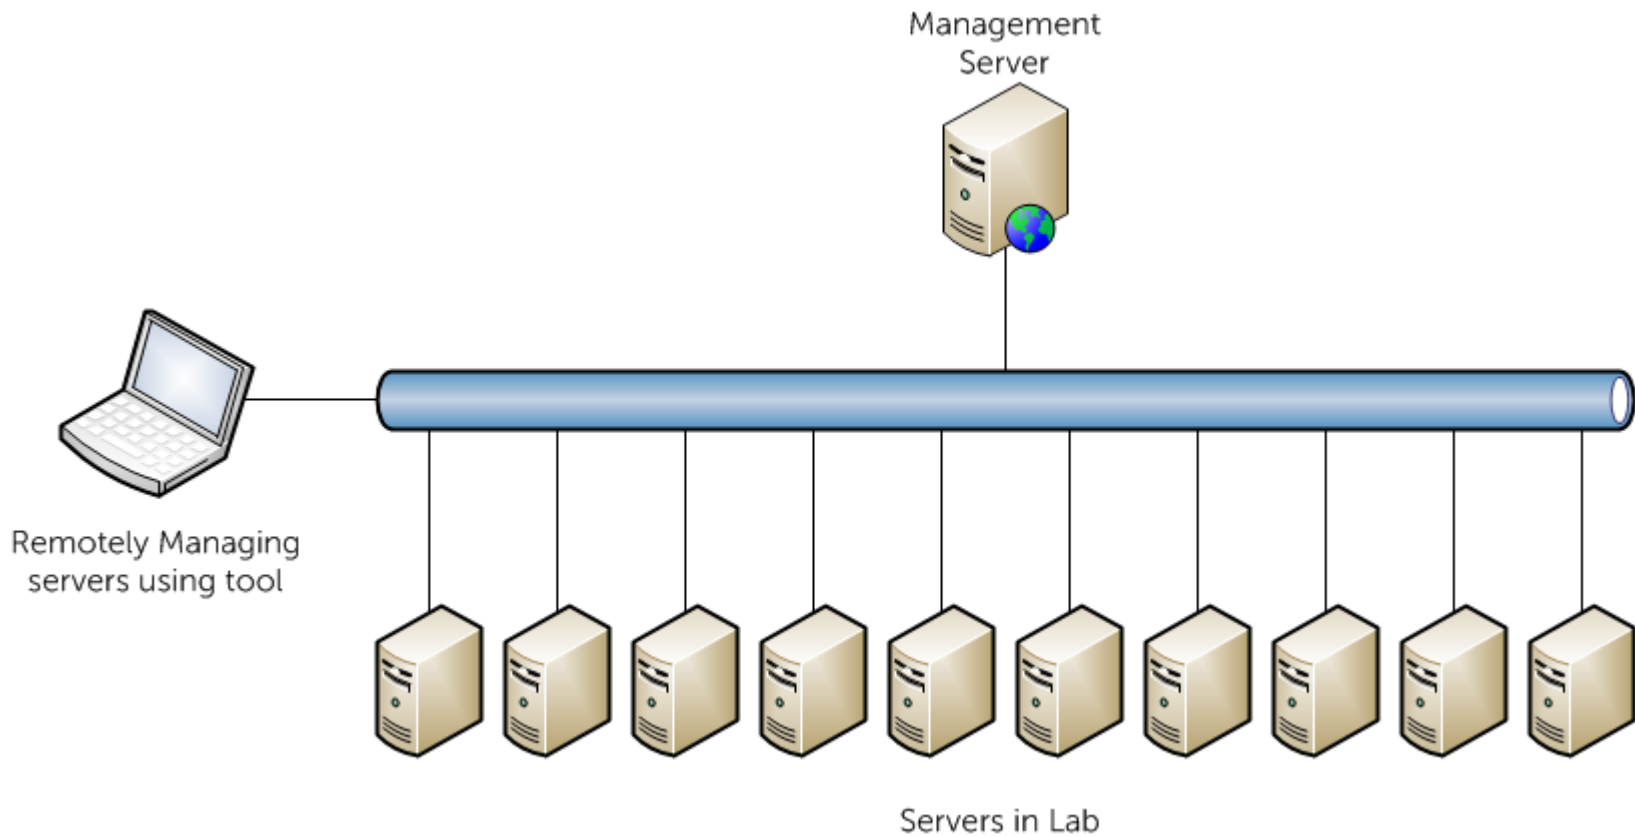 Management
Server
Remotely Managing
servers using tool
Servers in Lab